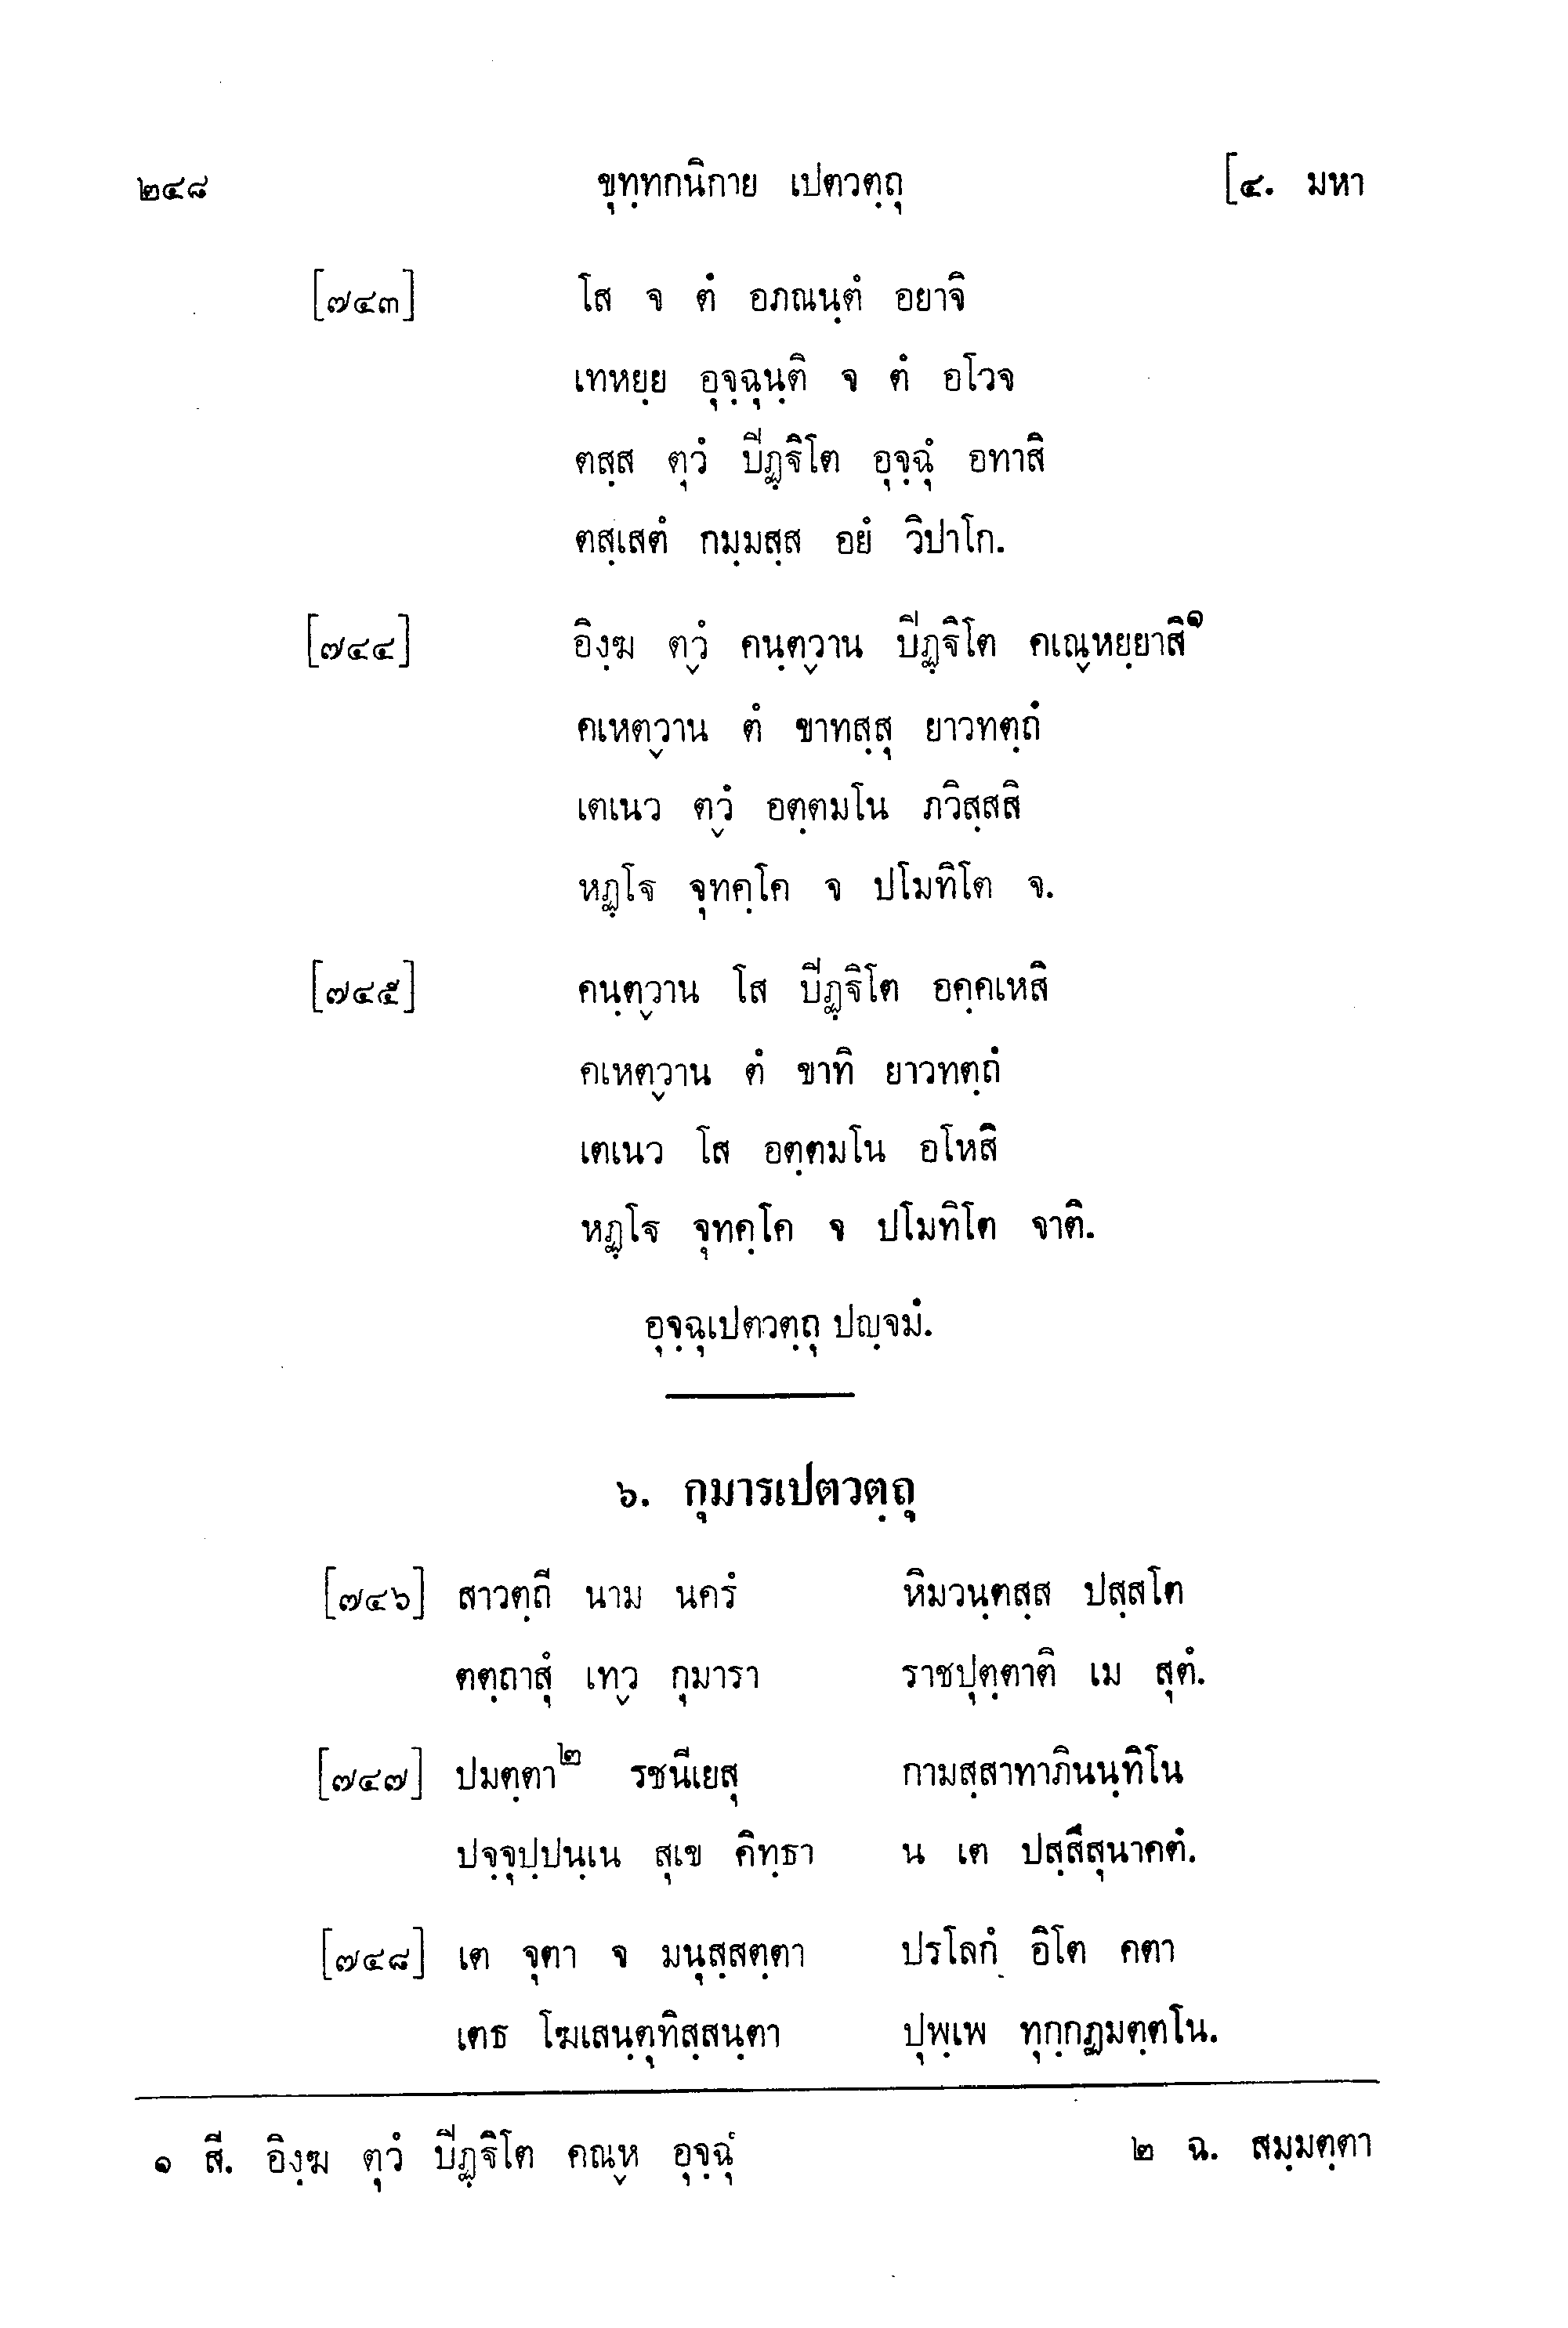 ๒๔๘ ขุทฺทกนิกาย เปตวตฺถุ [๔. มหา
[๗๔๓] โส จ ตํ อภณนฺตํ อยาจิ
เทหยฺย อุจฺฉุนฺติ จ ตํ อโวจ
ตสฺส ตุวํ ปีฏฺฐิโต อุจฺฉุํ อทาสิ
ตสฺเสตํ กมฺมสฺส อยํ วิปาโก.
[๗๔๔] อิงฺฆ ตฺวํ คนฺตฺวาน ปีฏฺฐิโต คเณฺหยฺยาสิ๑
คเหตฺวาน ตํ ขาทสฺสุ ยาวทตฺถํ
เตเนว ตฺวํ อตฺตมโน ภวิสฺสสิ
หฏฺโฐ จุทคฺโค จ ปโมทิโต จ.
[๗๔๕] คนฺตฺวาน โส ปีฏฺฐิโต อคฺคเหสิ
คเหตฺวาน ตํ ขาทิ ยาวทตฺถํ
เตเนว โส อตฺตมโน อโหสิ
หฏฺโฐ จุทคฺโค จ ปโมทิโต จาติ.
อุจฺฉุเปตวตฺถุ ปญฺจมํ.
๖. กุมารเปตวตฺถุ
[๗๔๖] สาวตฺถี นาม นครํ หิมวนฺตสฺส ปสฺสโต
ตตฺถาสุํ เทฺว กุมารา ราชปุตฺตาติ เม สุตํ.
[๗๔๗] ปมตฺตา๒ รชนีเยสุ กามสฺสาทาภินนฺทิโน
ปจฺจุปฺปนฺเน สุเข คิทฺธา น เต ปสฺสึสุนาคตํ.
[๗๔๘] เต จุตา จ มนุสฺสตฺตา ปรโลกํ อิโต คตา
เตธ โฆเสนฺตุทิสฺสนฺตา ปุพฺเพ ทุกฺกฏมตฺตโน.
๑ สี. อิงฺฆ ตุวํ ปีฏฺฐิโต คณฺห อุจฺฉุํ ๒ ฉ. สมฺมตฺตา